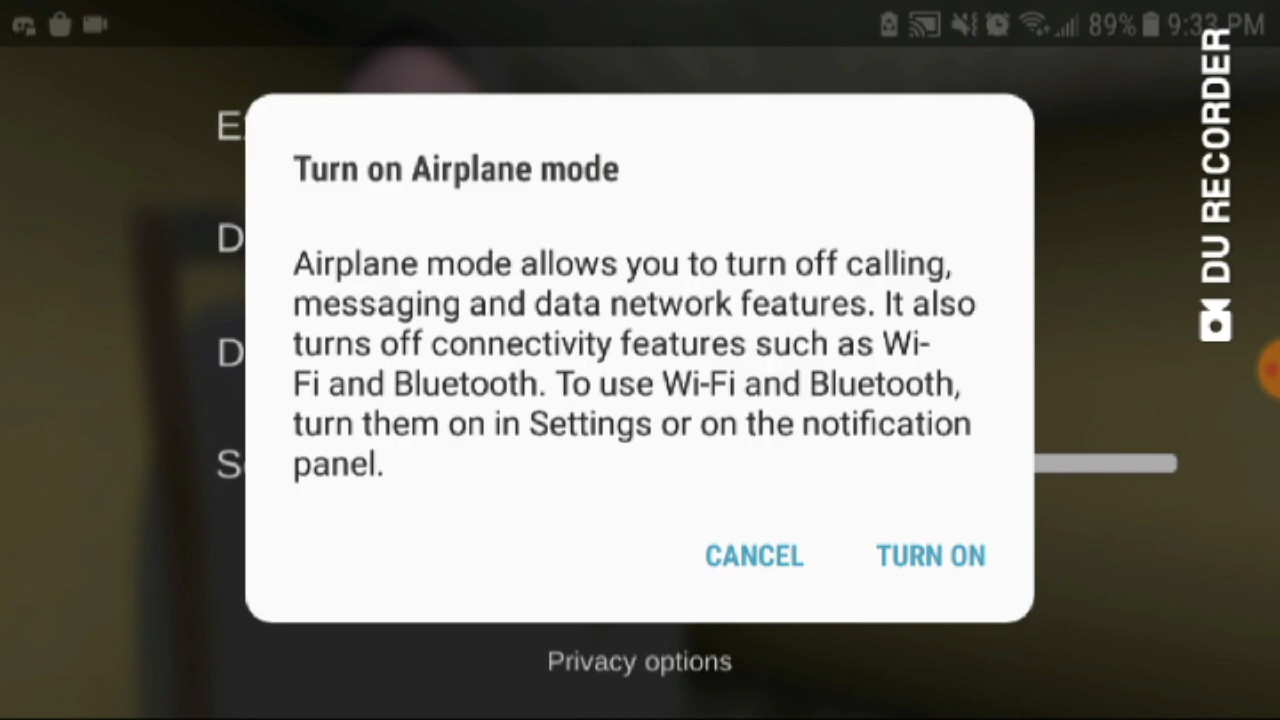 89% 9:33 PM
DU RECORDER
Turn on Airplane mode
Airplane mode allows you to turn off calling,
messaging and data network features. It also
turns off connectivity features such as Wi-
Fi and Bluetooth. To use Wi-Fi and Bluetooth,
turn them on in Settings or on the notification
panel.
CANCEL TURN ON
Privacy options